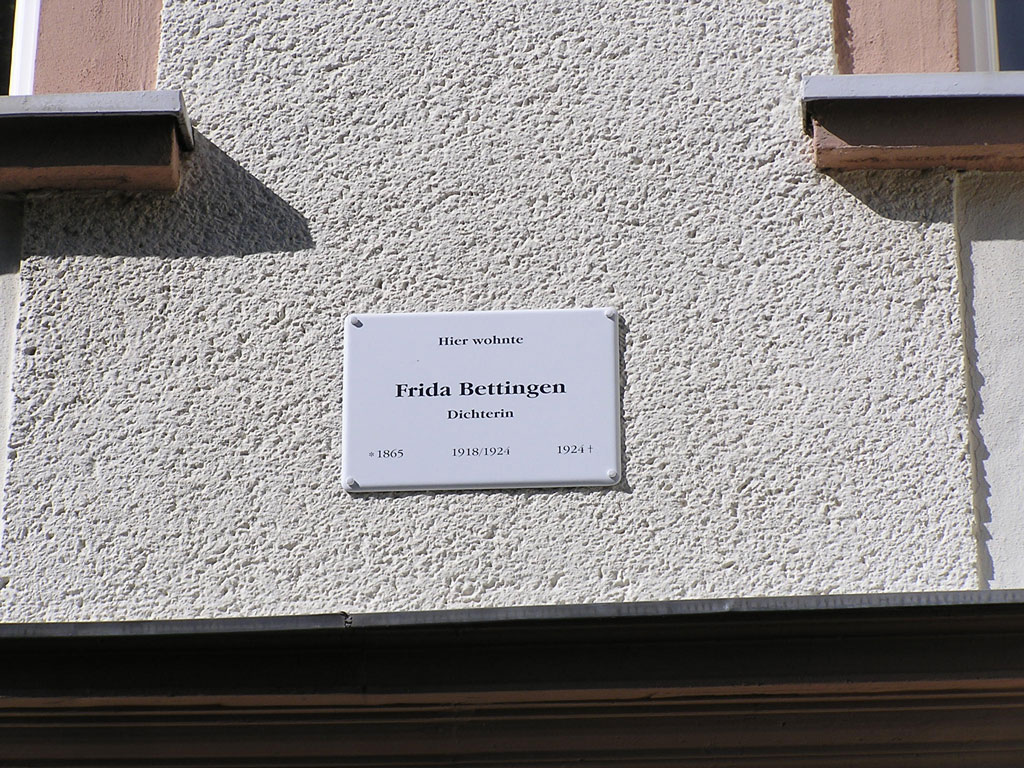 Hier wohnte
Frida Bettingen
Dichterin
* 1865 1918/1924 1924 †